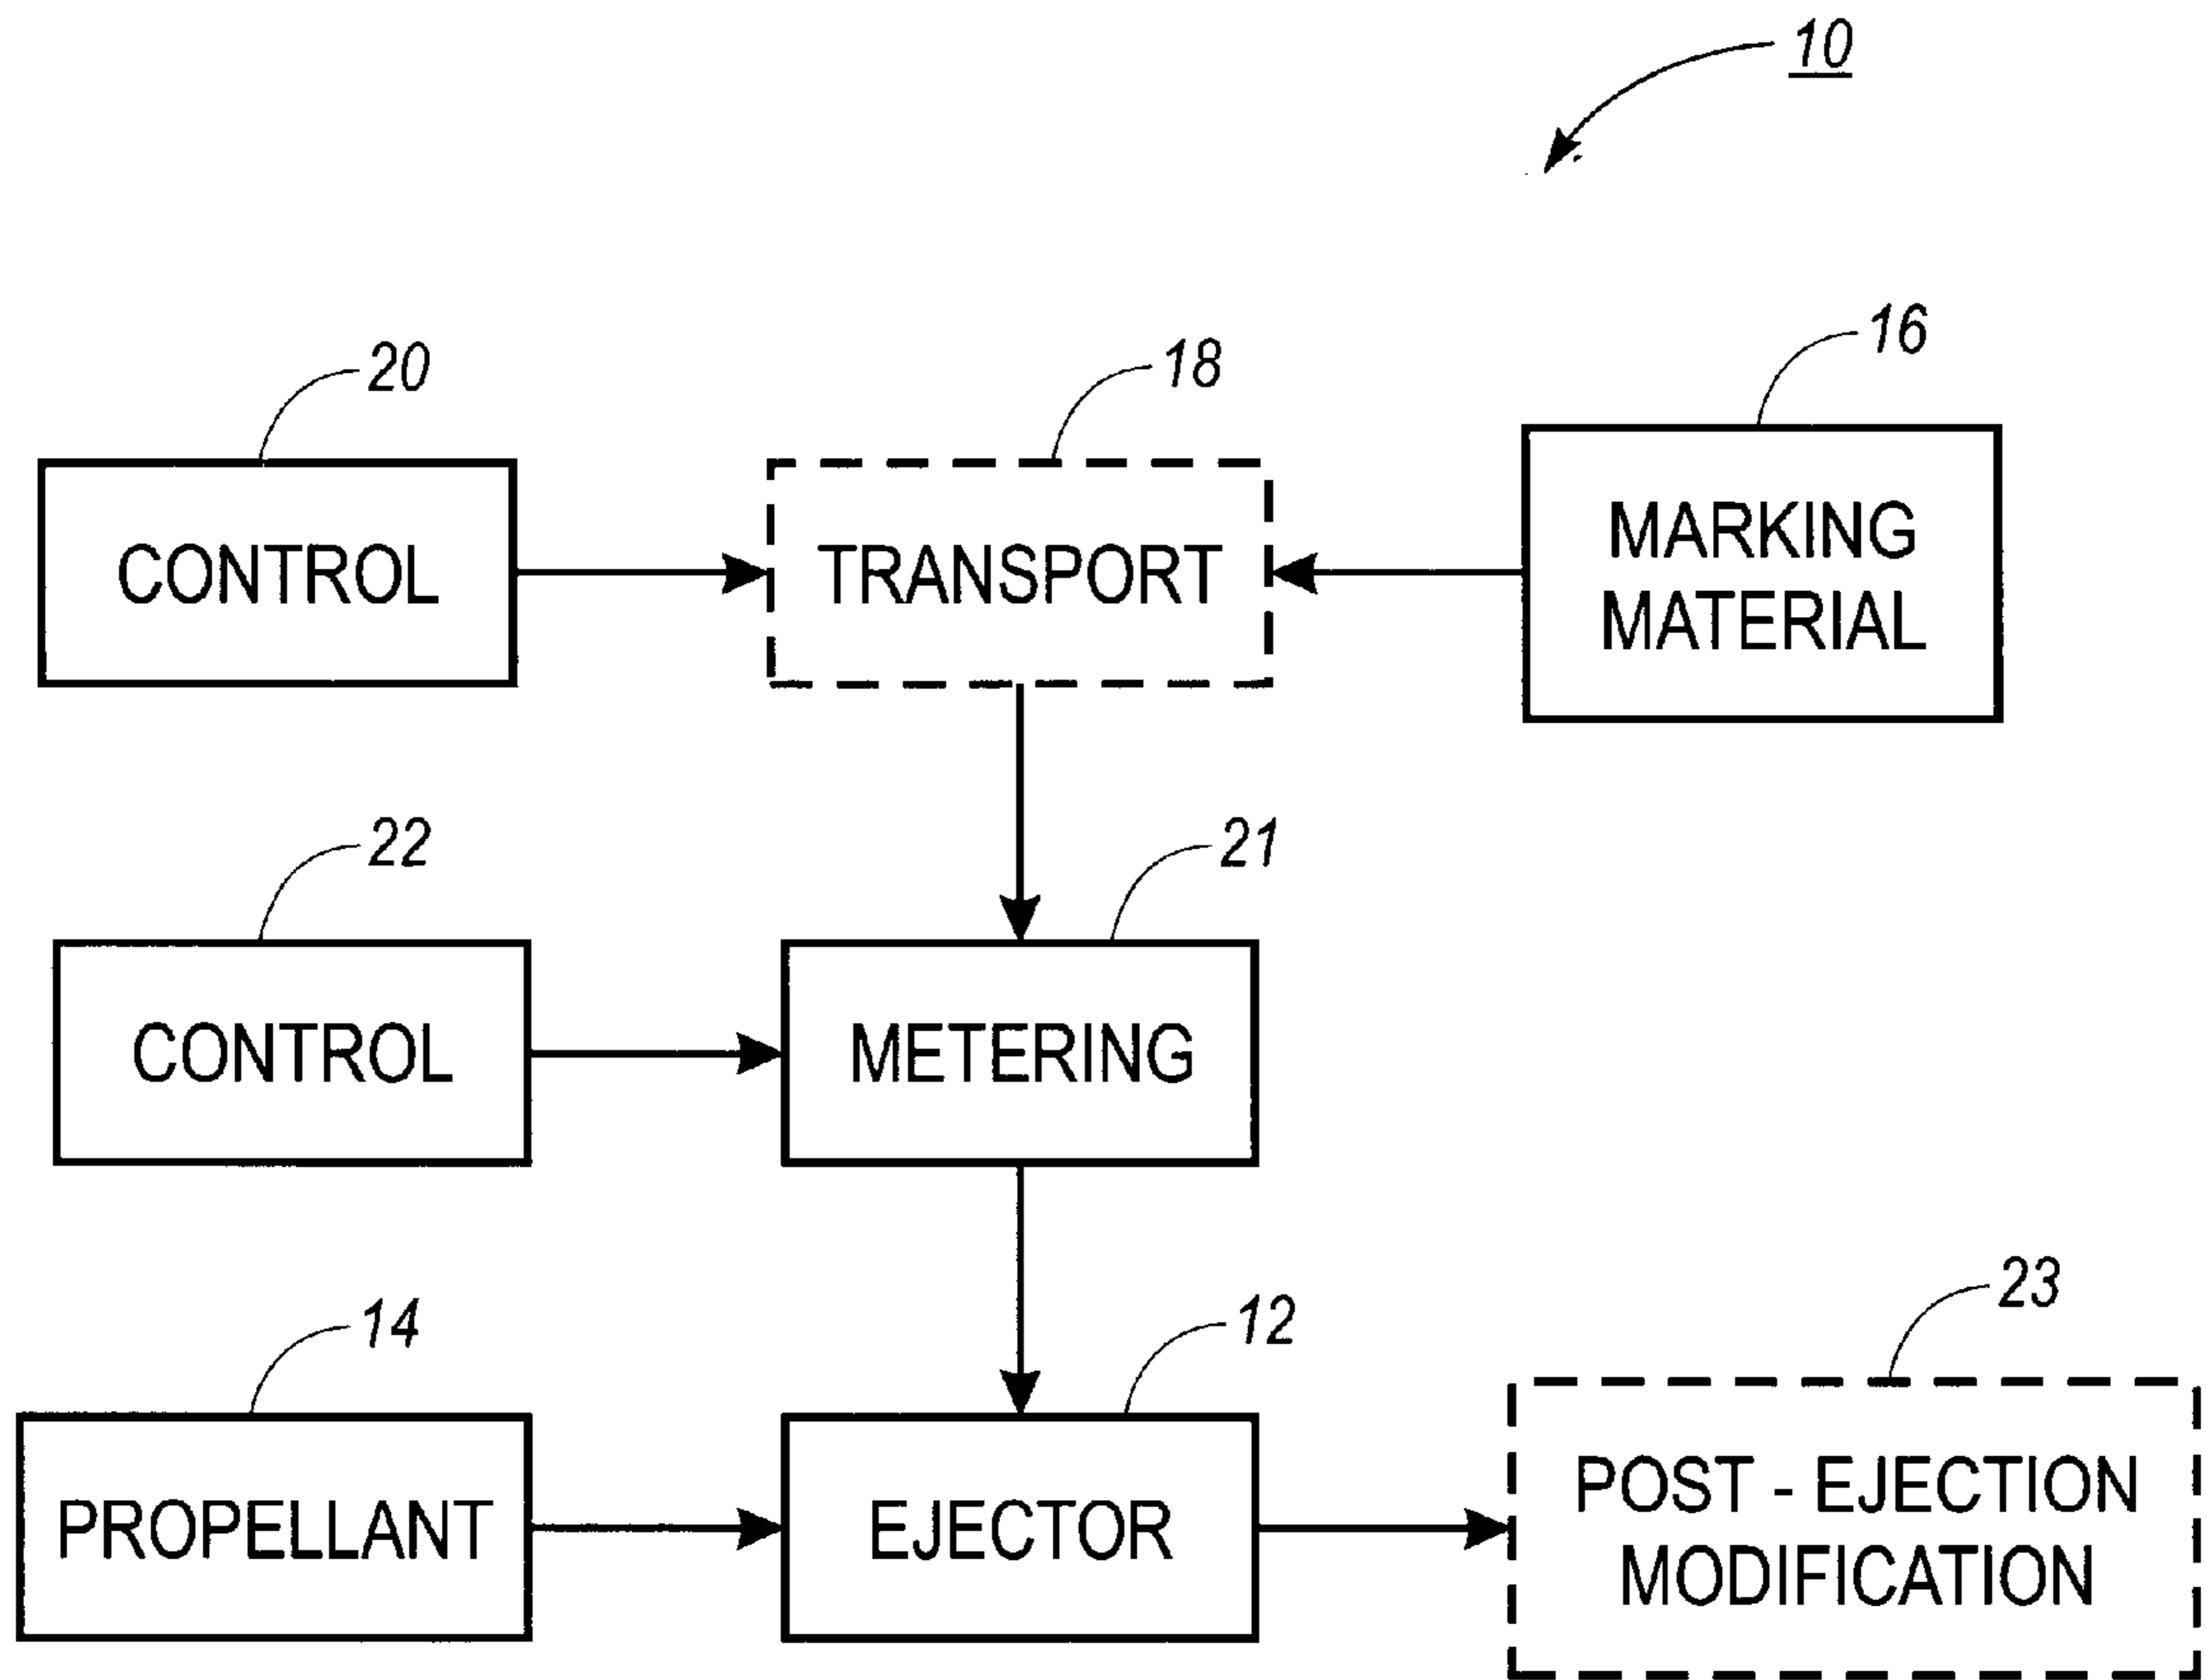 10
20
18
16
CONTROL
TRANSPORT
MARKING
MATERIAL
22
21
CONTROL
METERING
14
12
23
PROPELLANT
EJECTOR
POST - EJECTION
MODIFICATION